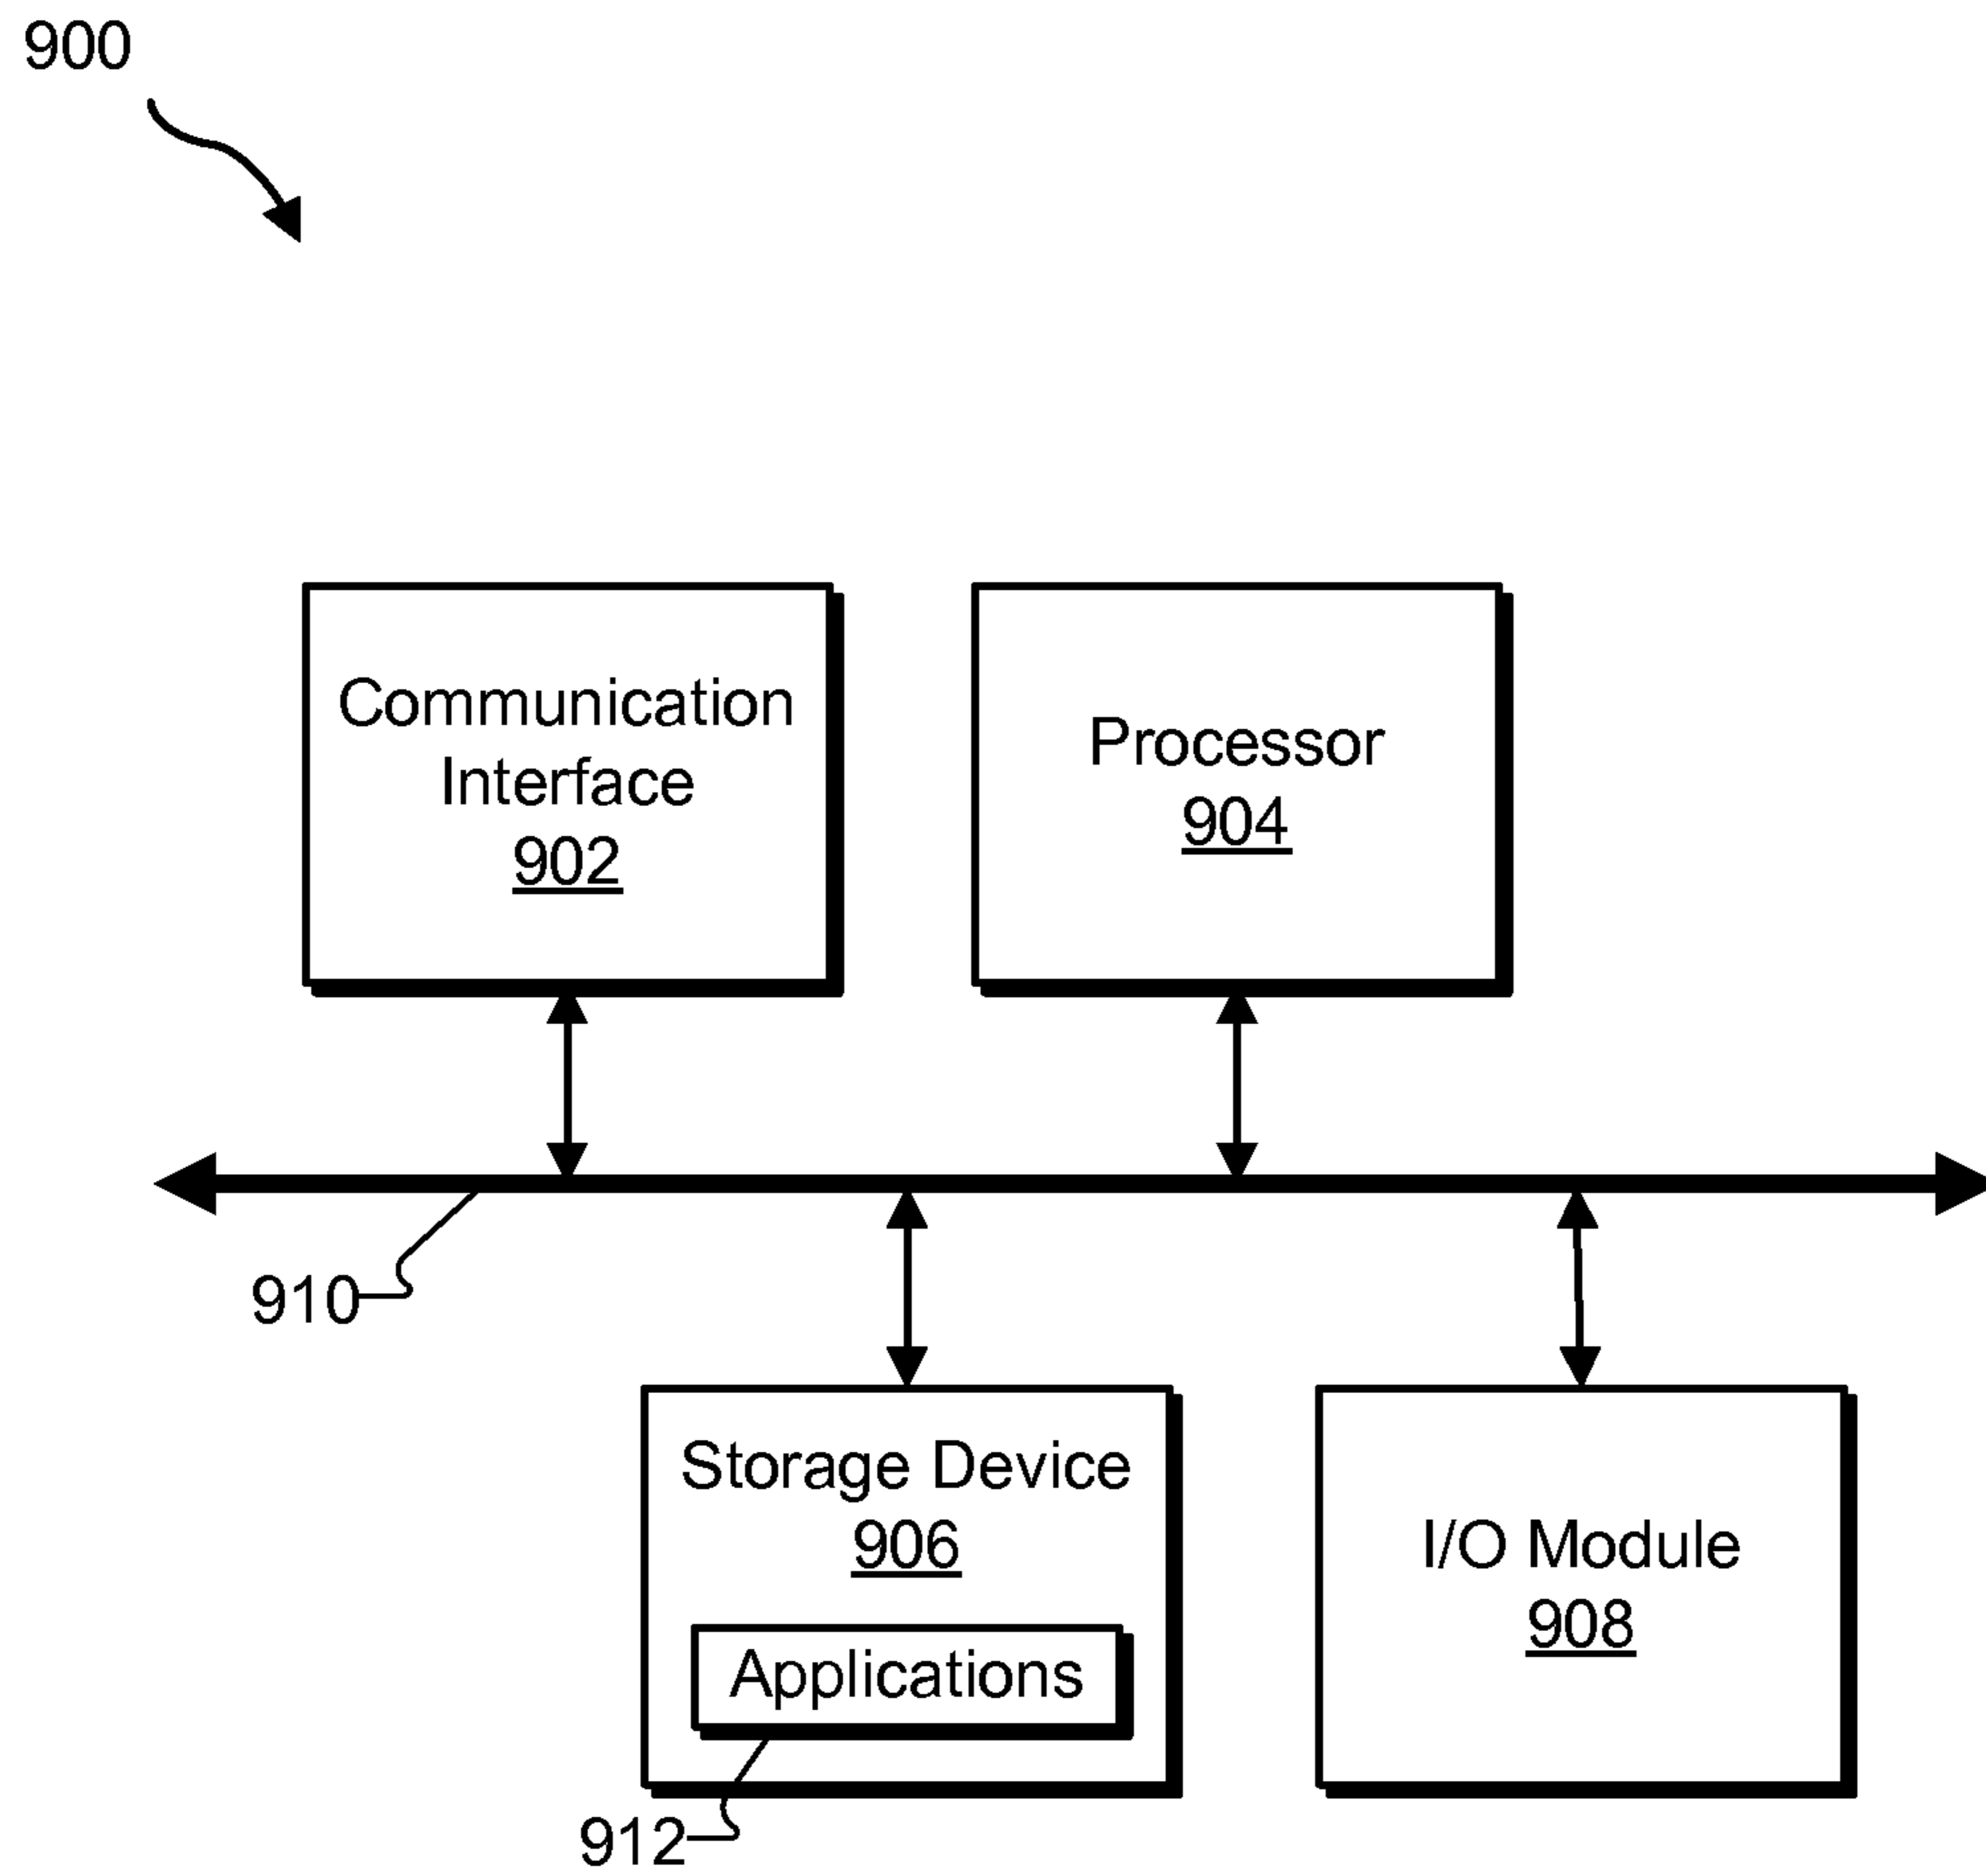 900
Communication
Interface
902
Processor
904
910
Storage Device
906
Applications
912
I/O Module
908